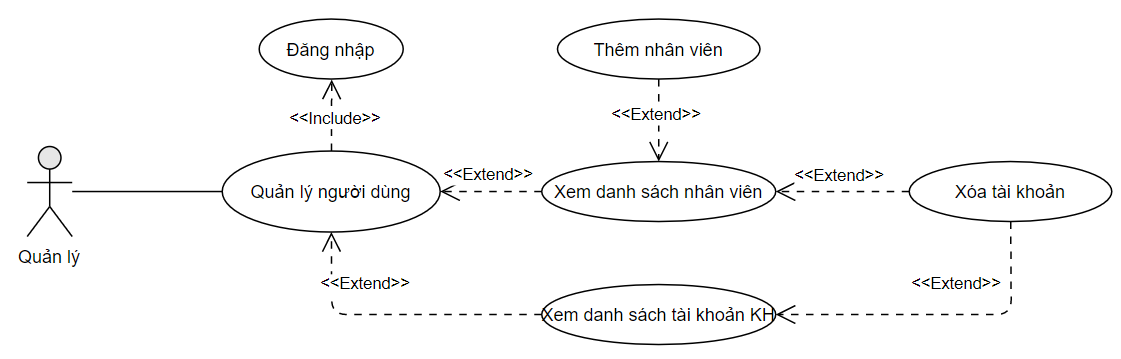 Đăng nhập
Thêm nhân viên
<<Include>>
<<Extend>>
Quản lý người dùng
<<Extend>>
Xem danh sách nhân viên
<<Extend>>
Xóa tài khoản
Quản lý
<<Extend>>
<<Extend>>
Xem danh sách tài khoản KH